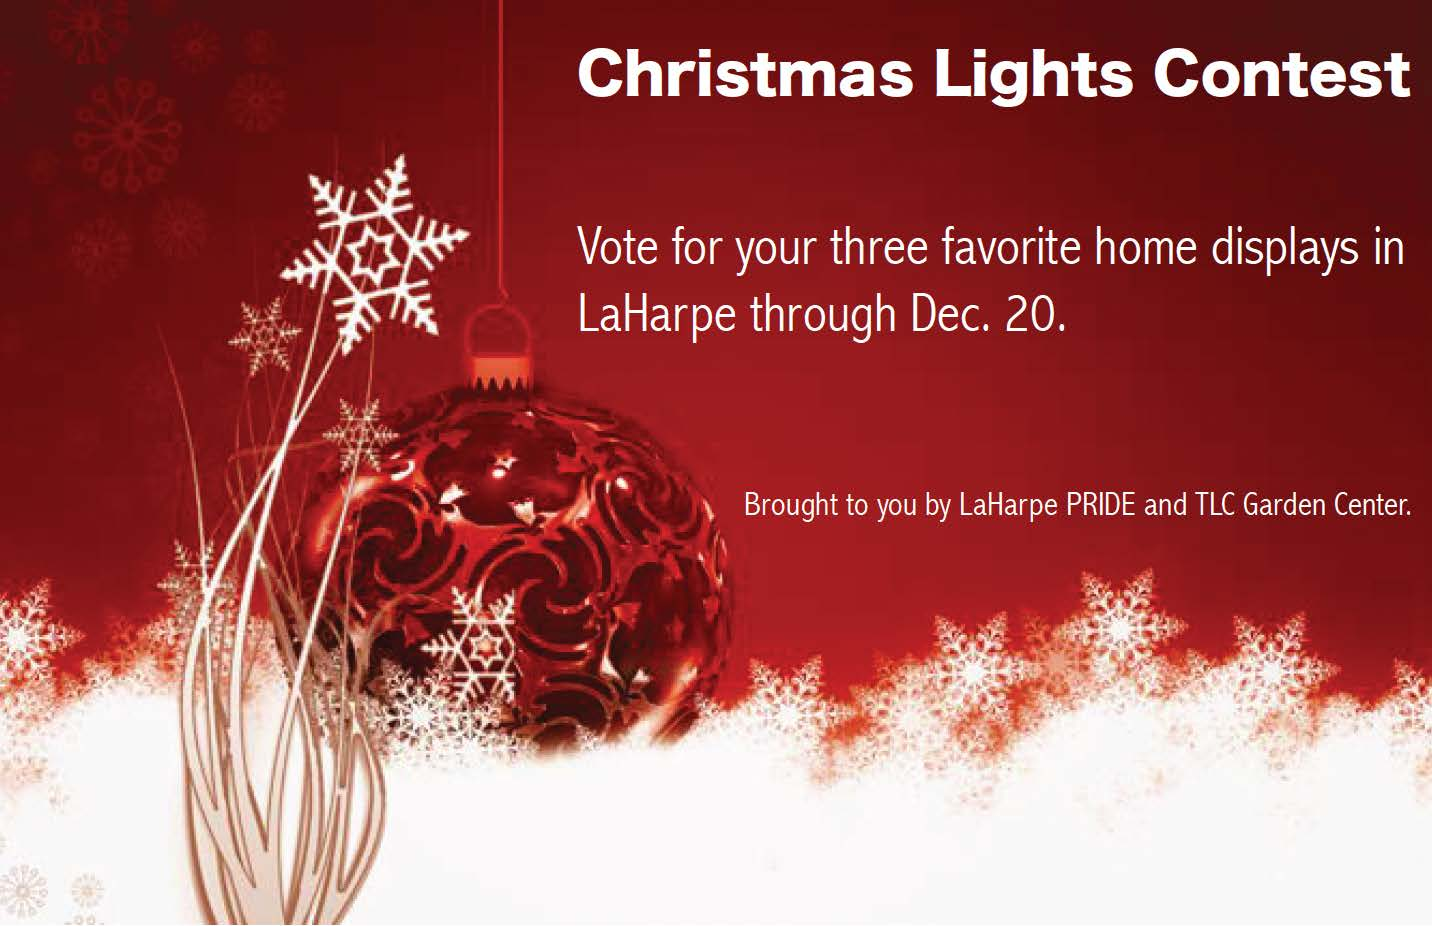 Christmas Lights Contest
Vote for your three favorite home displays in
LaHarpe through Dec. 20.
Brought to you by LaHarpe PRIDE and TLC Garden Center.